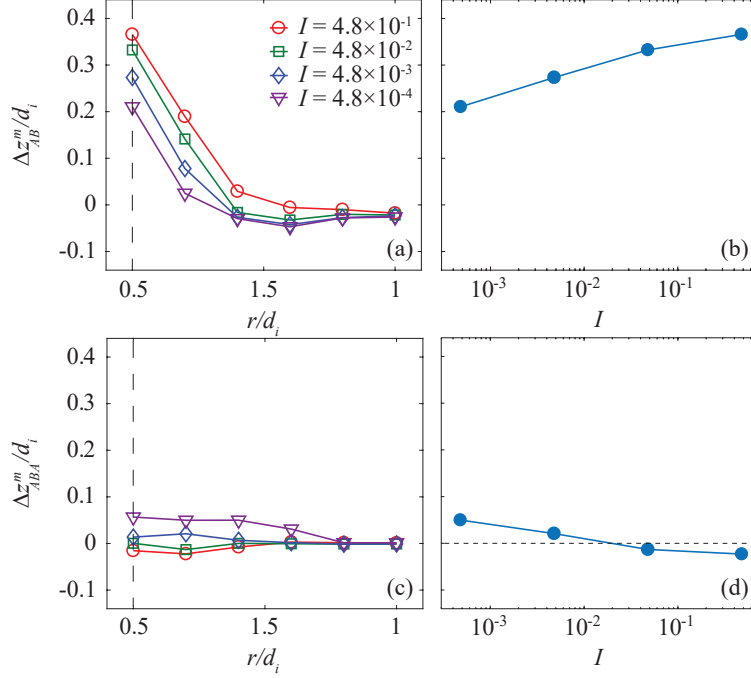 0.4
0.3
0.2
0.1
0
-0.1
Δz^m_AB/d_i
I = 4.8×10^-1
I = 4.8×10^-2
I = 4.8×10^-3
I = 4.8×10^-4
(a)
0.5
1.5
1
r/d_i
(b)
10^-3
10^-2
10^-1
I
0.4
0.3
0.2
0.1
0
-0.1
Δz^m_ABA/d_i
(c)
0.5
1.5
1
r/d_i
(d)
10^-3
10^-2
10^-1
I